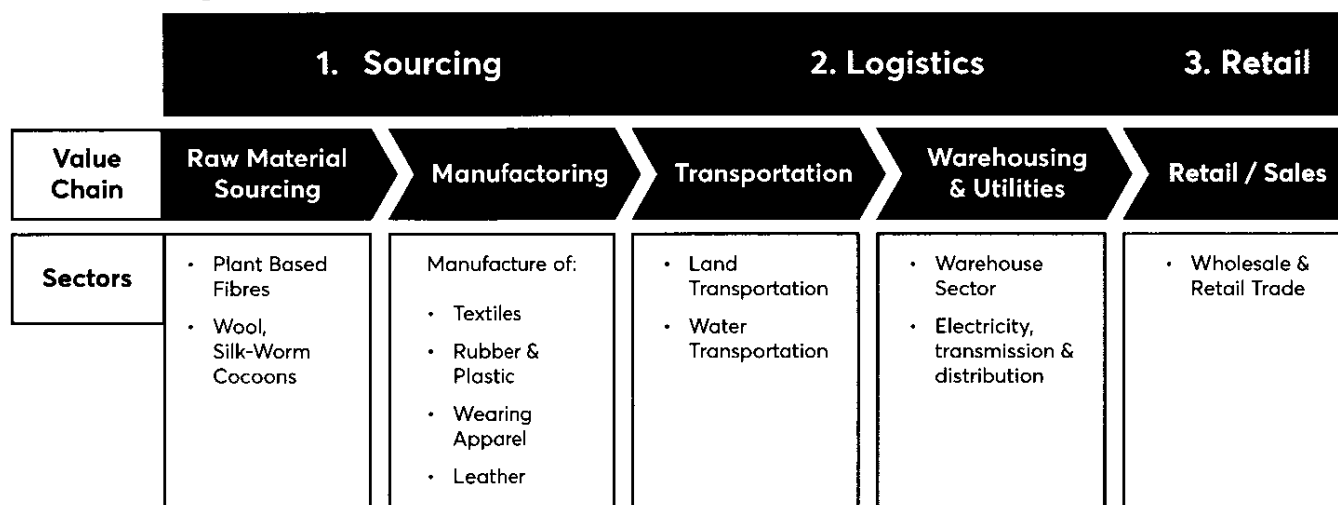 1. Sourcing
2. Logistics
3. Retail
Value
Chain
Raw Material
Sourcing
Manufactoring
Transportation
Warehousing
& Utilities
Retail / Sales
Sectors
• Plant Based
Fibres
• Wool,
Silk-Worm
Cocoons
Manufacture of:
• Textiles
• Rubber &
Plastic
• Wearing
Apparel
• Leather
• Land
Transportation
• Water
Transportation
• Warehouse
Sector
• Electricity,
transmission &
distribution
• Wholesale &
Retail Trade